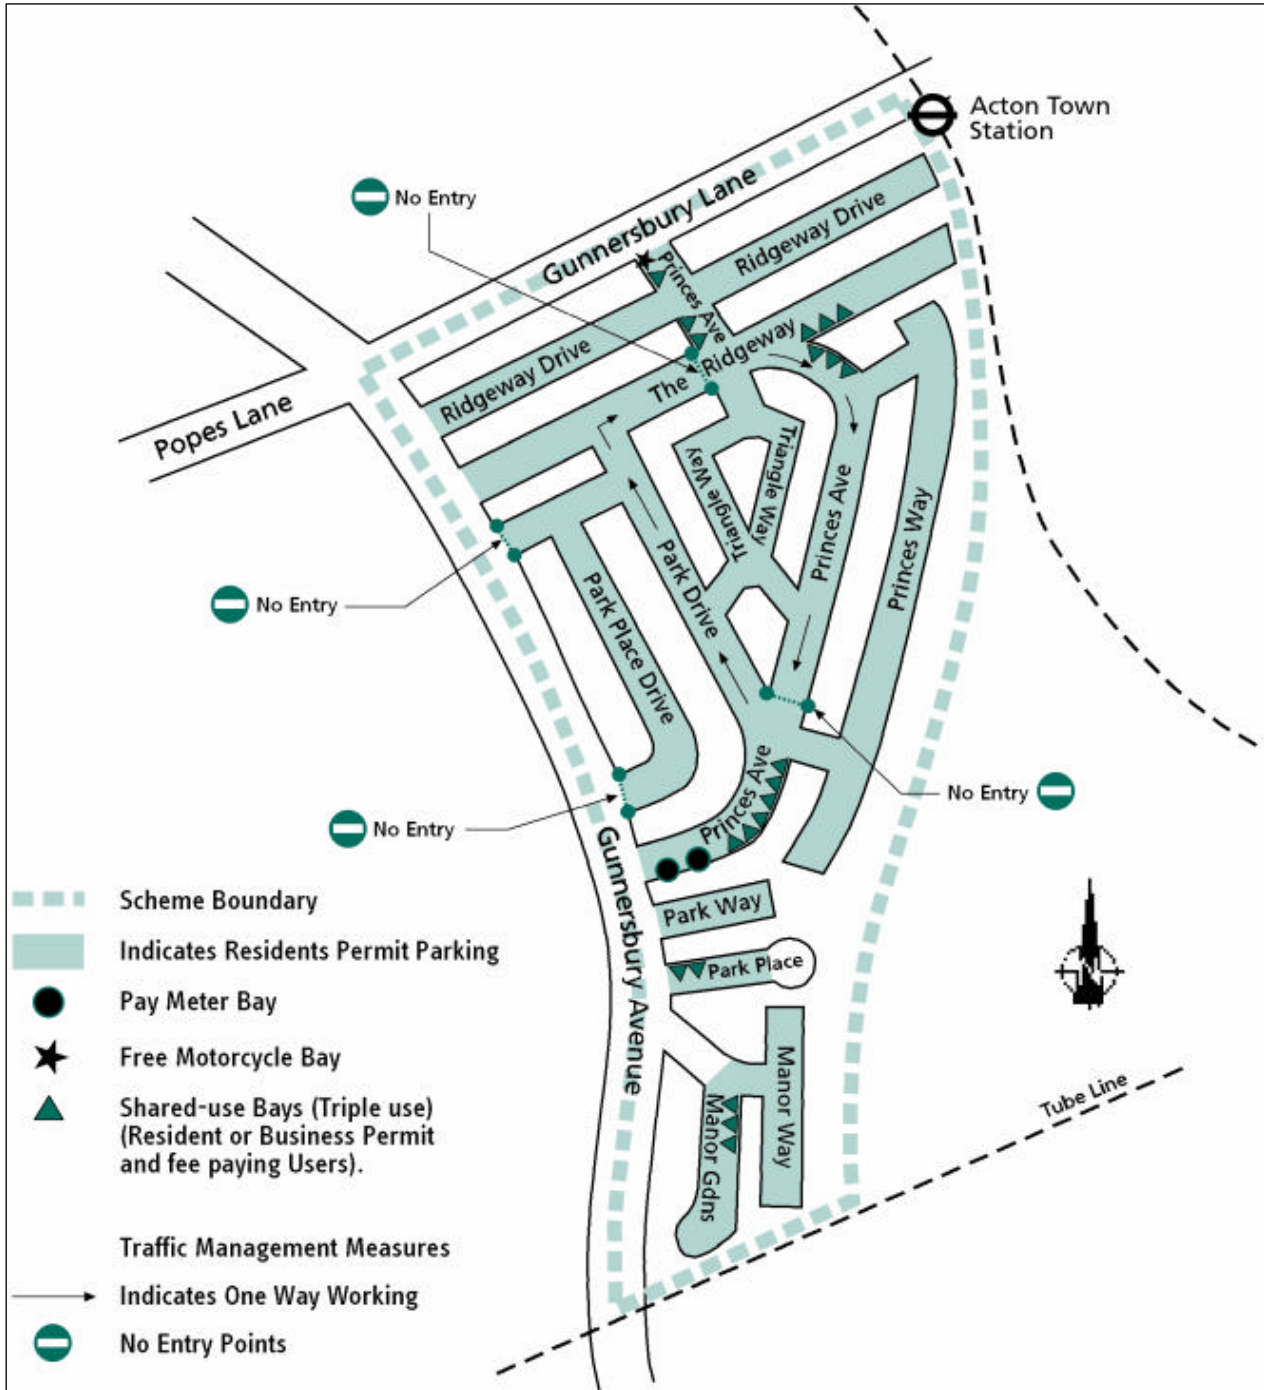 Acton Town
Station
No Entry
Gunnersbury Lane
Ridgeway Drive
Princes Ave
Ridgeway Drive
The Ridgeway
Popes Lane
Triangle Way
Triangle Way
Princes Ave
Princes Way
Park Drive
No Entry
Park Place Drive
Princes Ave
No Entry
No Entry
Gunnersbury Avenue
Park Way
Park Place
Manor Way
Manor Gdns
Tube Line
Scheme Boundary
Indicates Residents Permit Parking
Pay Meter Bay
Free Motorcycle Bay
Shared-use Bays (Triple use)
(Resident or Business Permit
and fee paying Users).
Traffic Management Measures
Indicates One Way Working
No Entry Points